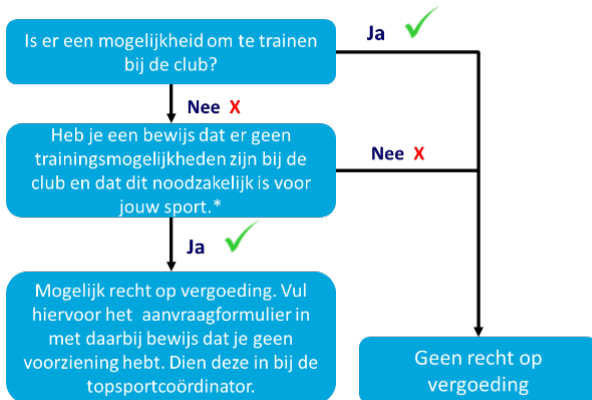 Is er een mogelijkheid om te trainen
bij de club?
Ja
Nee X
Heb je een bewijs dat er geen
trainingsmogelijkheden zijn bij de
club en dat dit noodzakelijk is voor
jouw sport.*
Nee X
Ja
Mogelijk recht op vergoeding. Vul
hiervoor het aanvraagformulier in
met daarbij bewijs dat je geen
voorziening hebt. Dien deze in bij de
topsportcoördinator.
Geen recht op
vergoeding